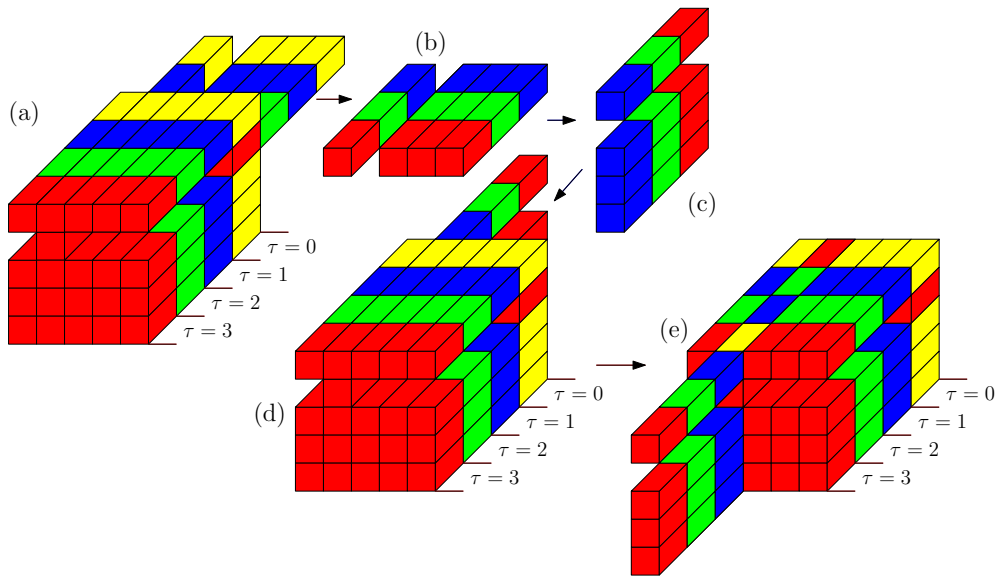 (a)
τ = 0
τ = 1
τ = 2
τ = 3
(b)
(c)
(d)
τ = 0
τ = 1
τ = 2
τ = 3
(e)
τ = 0
τ = 1
τ = 2
τ = 3